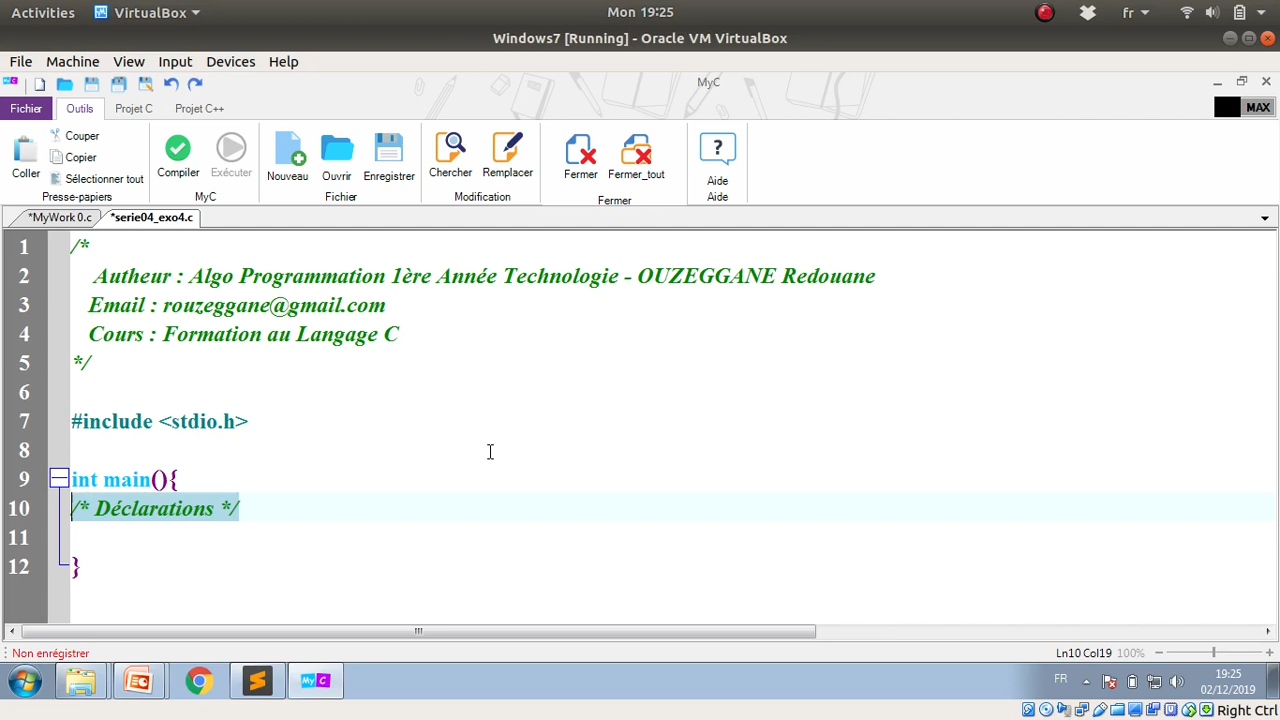 Activities VirtualBox Mon 19:25 fr
Windows7 [Running] - Oracle VM VirtualBox
File Machine View Input Devices Help
MyC
Fichier Outils Projet C Projet C++ MAX
Coller Couper Copier Sélectionner tout
Compiler Exécuter Nouveau Ouvrir Enregistrer Chercher Remplacer Fermer Fermer_tout ? Aide
Presse-papiers MyC Fichier Modification Fermer Aide
*MyWork 0.c *serie04_exo4.c
1 /*
2 Autheur : Algo Programmation 1ère Année Technologie - OUZEGGANE Redouane
3 Email : rouzeggane@gmail.com
4 Cours : Formation au Langage C
5 */
6
7 #include <stdio.h>
8
9 int main(){
10 /* Déclarations */
11
12 }
Non enregistrer Ln10 Col19 100%
My C FR 19:25
02/12/2019
Right Ctrl